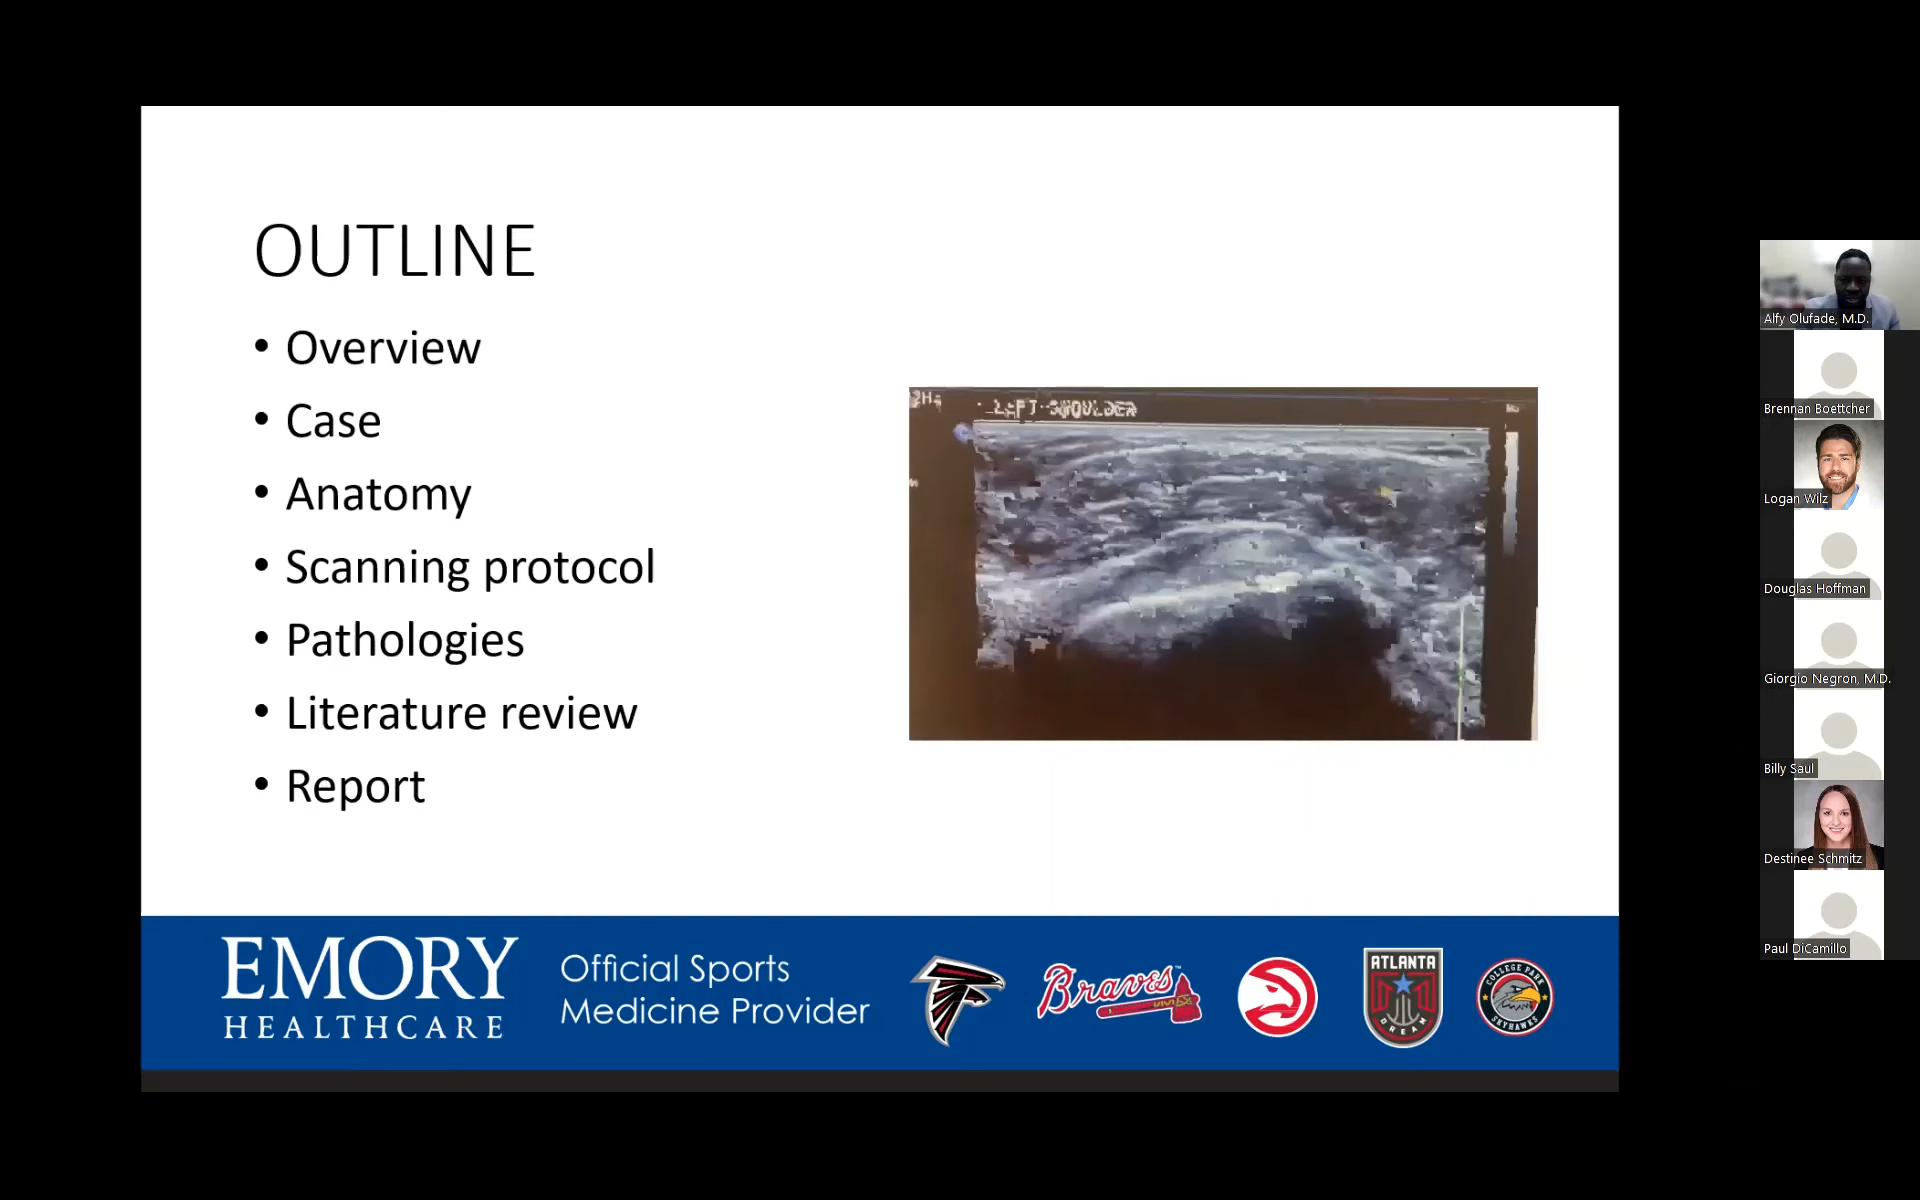 OUTLINE
• Overview
• Case
• Anatomy
• Scanning protocol
• Pathologies
• Literature review
• Report
LEFT SHOULDER
EMORY
HEALTHCARE
Official Sports
Medicine Provider
Braves
ATLANTA
DREAM
COLLEGE PARK
SKYHAWKS
Alfy Olufade, M.D.
Brennan Boettcher
Logan Wilz
Douglas Hoffman
Giorgio Negron, M.D.
Billy Saul
Destinee Schmitz
Paul DiCamillo